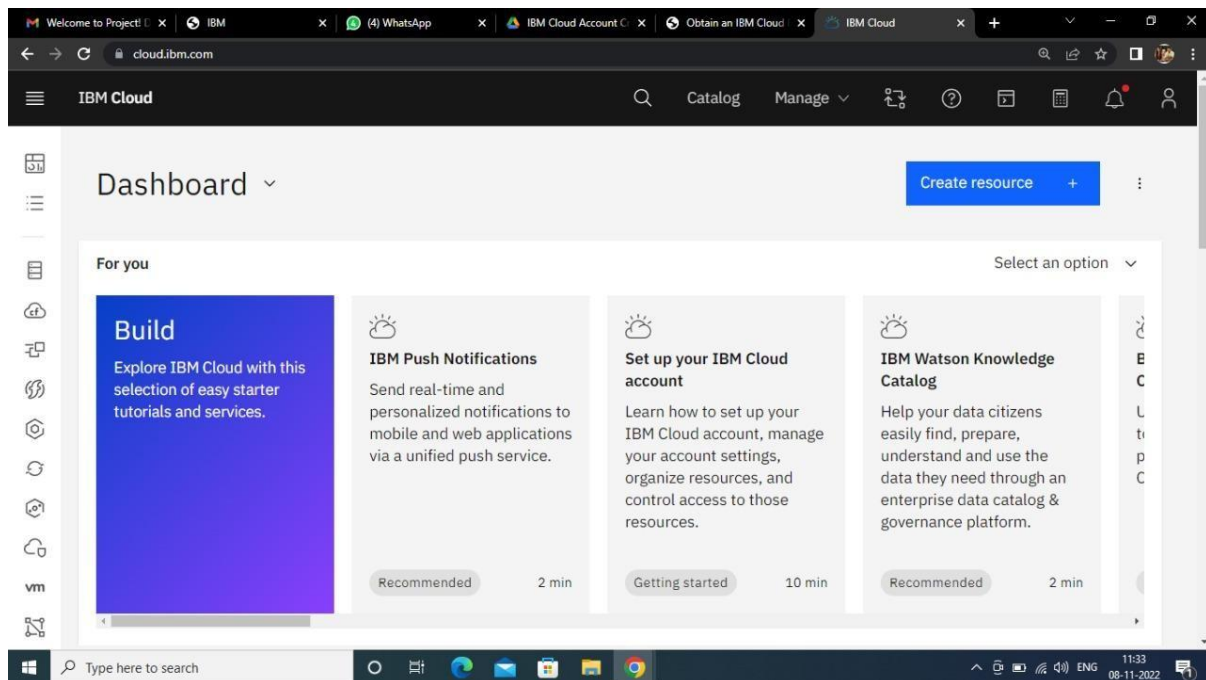 Welcome to Project! D
IBM
(4) WhatsApp
IBM Cloud Account C
Obtain an IBM Cloud
IBM Cloud
cloud.ibm.com
IBM Cloud
Catalog
Manage
Dashboard
Create resource +
For you
Select an option
Build
Explore IBM Cloud with this
selection of easy starter
tutorials and services.
IBM Push Notifications
Send real-time and
personalized notifications to
mobile and web applications
via a unified push service.
Recommended 2 min
Set up your IBM Cloud
account
Learn how to set up your
IBM Cloud account, manage
your account settings,
organize resources, and
control access to those
resources.
Getting started 10 min
IBM Watson Knowledge
Catalog
Help your data citizens
easily find, prepare,
understand and use the
data they need through an
enterprise data catalog &
governance platform.
Recommended 2 min
cf
vm
Type here to search
ENG
11:33
08-11-2022